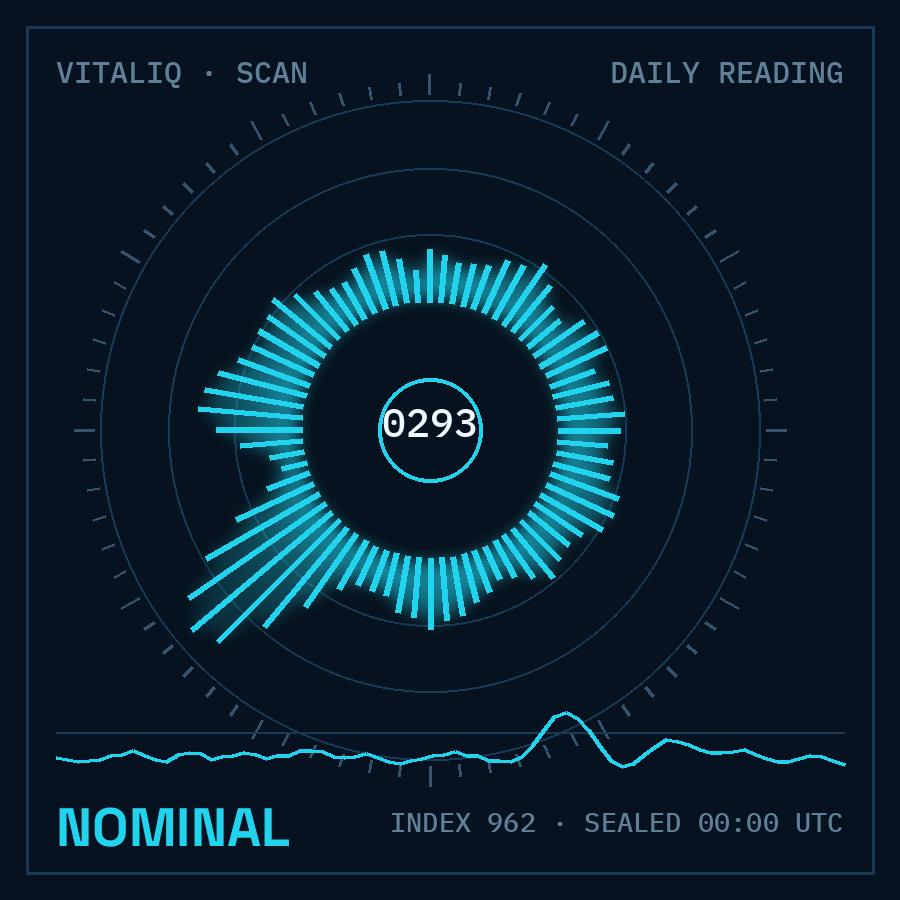 VITALIQ · SCAN
DAILY READING
0293
NOMINAL
INDEX 962 · SEALED 00:00 UTC